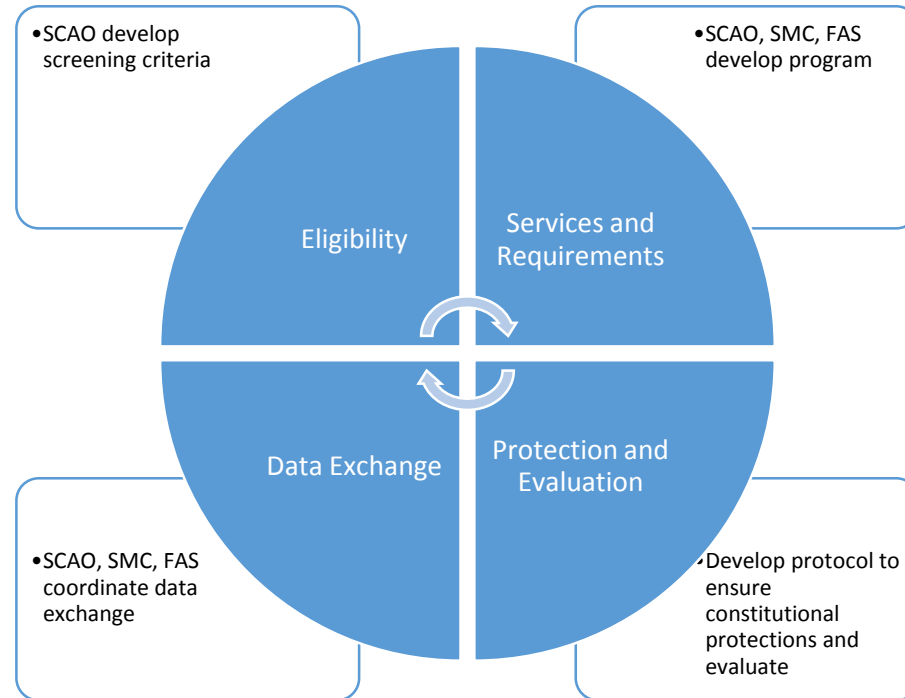 •SCAO develop
screening criteria
•SCAO, SMC, FAS
develop program
Eligibility
Services and
Requirements
Data Exchange
Protection and
Evaluation
•SCAO, SMC, FAS
coordinate data
exchange
•Develop protocol to
ensure
constitutional
protections and
evaluate